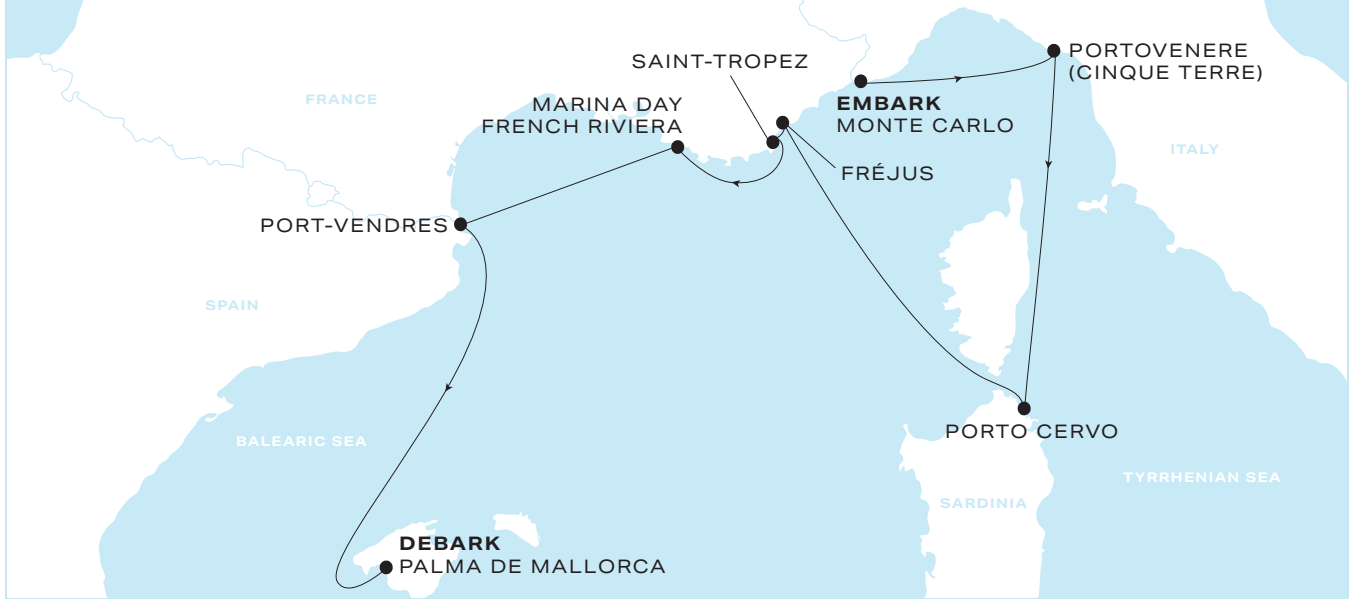 SAINT-TROPEZ
PORTOVENERE
(CINQUE TERRE)
FRANCE
MARINA DAY
FRENCH RIVIERA
EMBARK
MONTE CARLO
ITALY
FRÉJUS
PORT-VENDRES
SPAIN
PORTO CERVO
BALEARIC SEA
TYRRHENIAN SEA
SARDINIA
DEBARK
PALMA DE MALLORCA